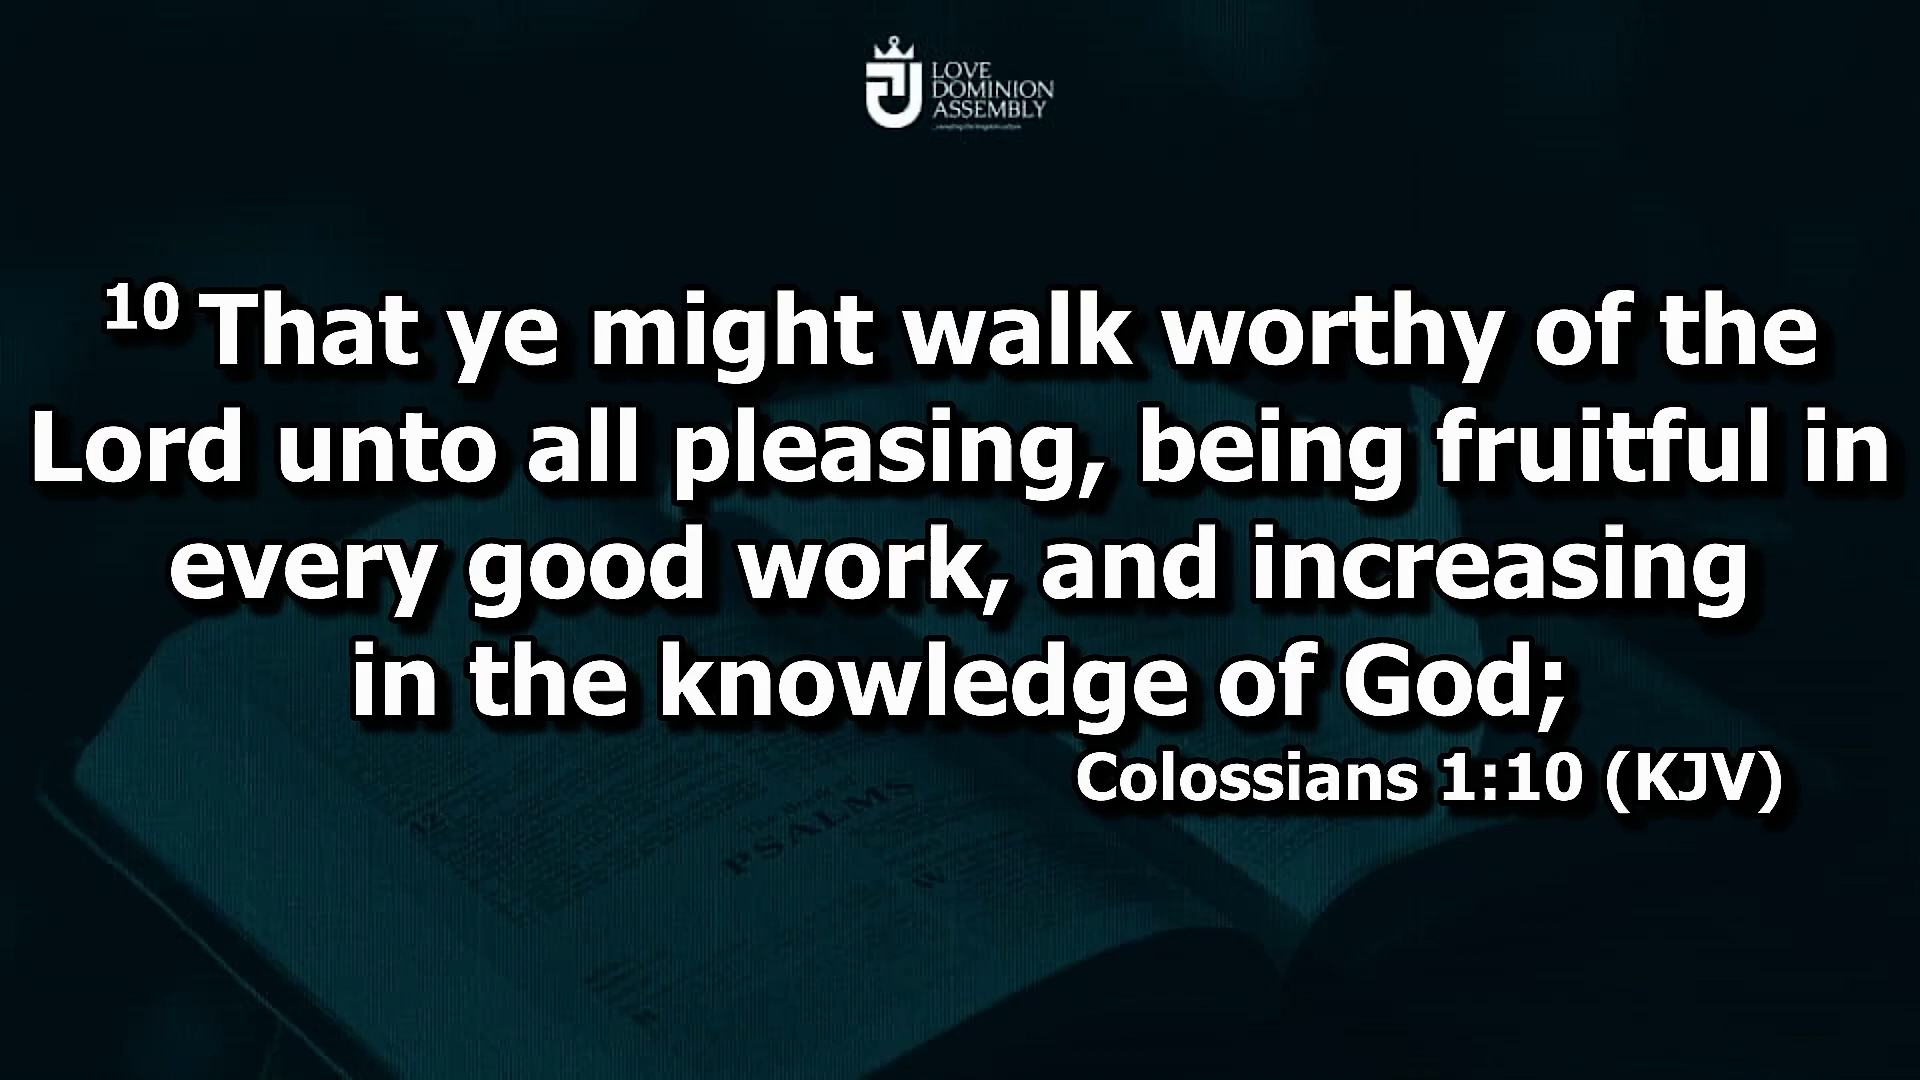 LOVE
DOMINION
ASSEMBLY
10 That ye might walk worthy of the
Lord unto all pleasing, being fruitful in
every good work, and increasing
in the knowledge of God;
Colossians 1:10 (KJV)
PSALMS